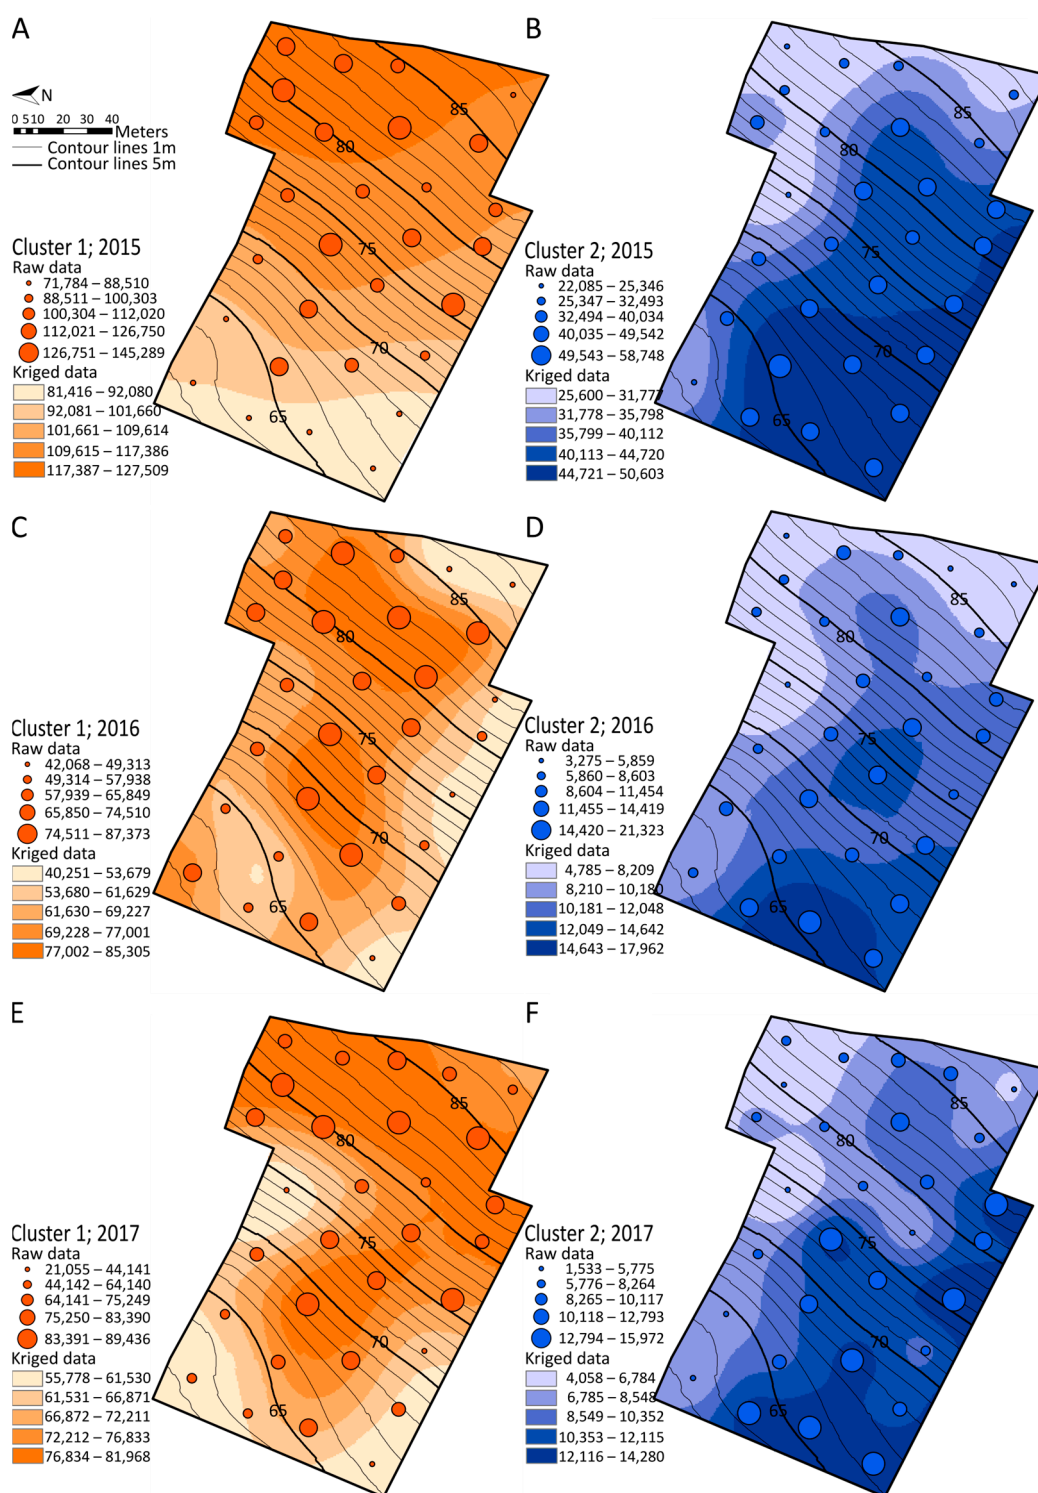 A
N
0 510 20 30 40
Meters
Contour lines 1m
Contour lines 5m
85
80
75
70
65
Cluster 1; 2015
Raw data
71,784 – 88,510
88,511 – 100,303
100,304 – 112,020
112,021 – 126,750
126,751 – 145,289
Kriged data
81,416 – 92,080
92,081 – 101,660
101,661 – 109,614
109,615 – 117,386
117,387 – 127,509
B
85
80
75
70
65
Cluster 2; 2015
Raw data
22,085 – 25,346
25,347 – 32,493
32,494 – 40,034
40,035 – 49,542
49,543 – 58,748
Kriged data
25,600 – 31,777
31,778 – 35,798
35,799 – 40,112
40,113 – 44,720
44,721 – 50,603
C
85
80
75
70
65
Cluster 1; 2016
Raw data
42,068 – 49,313
49,314 – 57,938
57,939 – 65,849
65,850 – 74,510
74,511 – 87,373
Kriged data
40,251 – 53,679
53,680 – 61,629
61,630 – 69,227
69,228 – 77,001
77,002 – 85,305
D
85
80
75
70
65
Cluster 2; 2016
Raw data
3,275 – 5,859
5,860 – 8,603
8,604 – 11,454
11,455 – 14,419
14,420 – 21,323
Kriged data
4,785 – 8,209
8,210 – 10,180
10,181 – 12,048
12,049 – 14,642
14,643 – 17,962
E
85
80
75
70
65
Cluster 1; 2017
Raw data
21,055 – 44,141
44,142 – 64,140
64,141 – 75,249
75,250 – 83,390
83,391 – 89,436
Kriged data
55,778 – 61,530
61,531 – 66,871
66,872 – 72,211
72,212 – 76,833
76,834 – 81,968
F
85
80
75
70
65
Cluster 2; 2017
Raw data
1,533 – 5,775
5,776 – 8,264
8,265 – 10,117
10,118 – 12,793
12,794 – 15,972
Kriged data
4,058 – 6,784
6,785 – 8,548
8,549 – 10,352
10,353 – 12,115
12,116 – 14,280